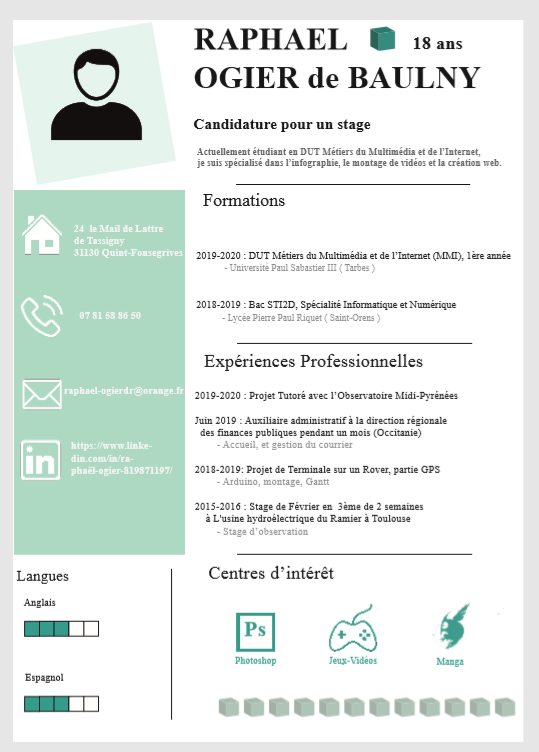 RAPHAEL
18 ans
OGIER de BAULNY
Candidature pour un stage
Actuellement étudiant en DUT Métiers du Multimédia et de l'Internet,
je suis spécialisé dans l'infographie, le montage de vidéos et la création web.
24 le Mail de Lattre
de Tassigny
31130 Quint-Fonsegrives
07 81 58 86 50
raphael-ogierdr@orange.fr
in
https://www.linke-
din.com/in/ra-
phaël-ogier-819871197/
Formations
2019-2020 : DUT Métiers du Multimédia et de l'Internet (MMI), 1ère année
- Université Paul Sabastier III ( Tarbes )
2018-2019 : Bac STI2D, Spécialité Informatique et Numérique
- Lycée Pierre Paul Riquet ( Saint-Orens )
Expériences Professionnelles
2019-2020 : Projet Tutoré avec l'Observatoire Midi-Pyrénées
Juin 2019 : Auxiliaire administratif à la direction régionale
des finances publiques pendant un mois (Occitanie)
- Accueil, et gestion du courrier
2018-2019: Projet de Terminale sur un Rover, partie GPS
- Arduino, montage, Gantt
2015-2016 : Stage de Février en 3ème de 2 semaines
à L'usine hydroélectrique du Ramier à Toulouse
- Stage d'observation
Langues
Anglais
Espagnol
Centres d'intérêt
Ps
Photoshop
Jeux-Vidéos
Manga